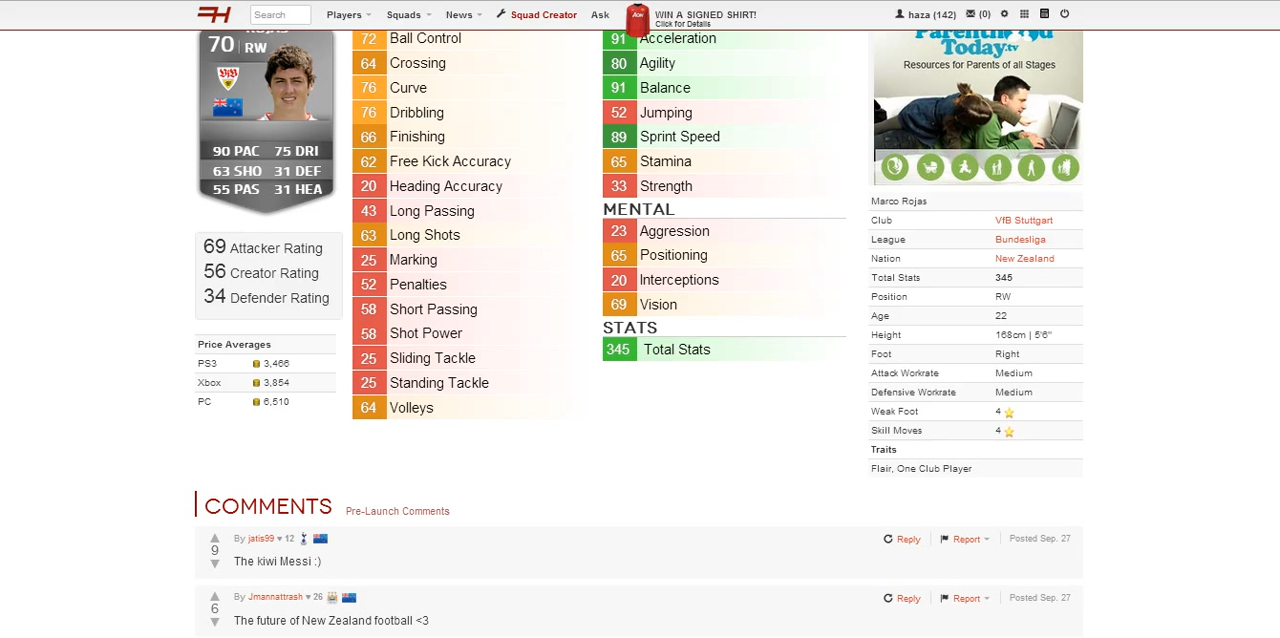 Search
Players
Squads
News
Squad Creator
Ask
WIN A SIGNED SHIRT!
Click for Details
haza (142)
(0)
70 RW
90 PAC 75 DRI
63 SHO 31 DEF
55 PAS 31 HEA
69 Attacker Rating
56 Creator Rating
34 Defender Rating
Price Averages
PS3 3,466
Xbox 3,854
PC 6,510
72 Ball Control
64 Crossing
76 Curve
76 Dribbling
66 Finishing
62 Free Kick Accuracy
20 Heading Accuracy
43 Long Passing
63 Long Shots
25 Marking
52 Penalties
58 Short Passing
58 Shot Power
25 Sliding Tackle
25 Standing Tackle
64 Volleys
91 Acceleration
80 Agility
91 Balance
52 Jumping
89 Sprint Speed
65 Stamina
33 Strength
MENTAL
23 Aggression
65 Positioning
20 Interceptions
69 Vision
STATS
345 Total Stats
Today.tv
Resources for Parents of all Stages
Marco Rojas
Club VfB Stuttgart
League Bundesliga
Nation New Zealand
Total Stats 345
Position RW
Age 22
Height 168cm | 5'6"
Foot Right
Attack Workrate Medium
Defensive Workrate Medium
Weak Foot 4
Skill Moves 4
Traits
Flair, One Club Player
COMMENTS Pre-Launch Comments
9
By jatis99 ♥ 12
Reply Report Posted Sep. 27
The kiwi Messi :)
6
By Jmannattrash ♥ 26
Reply Report Posted Sep. 27
The future of New Zealand football <3